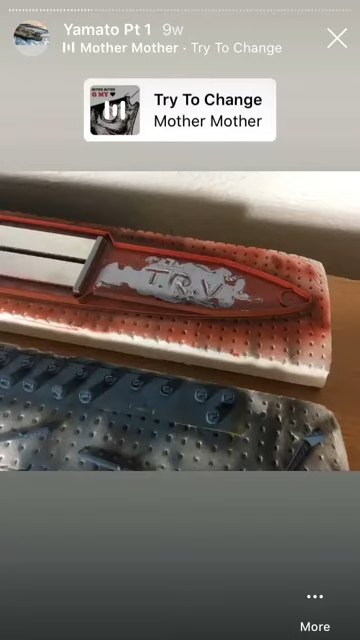 Yamato Pt 1 9w
Mother Mother · Try To Change
Try To Change
Mother Mother
T.R.V.
More